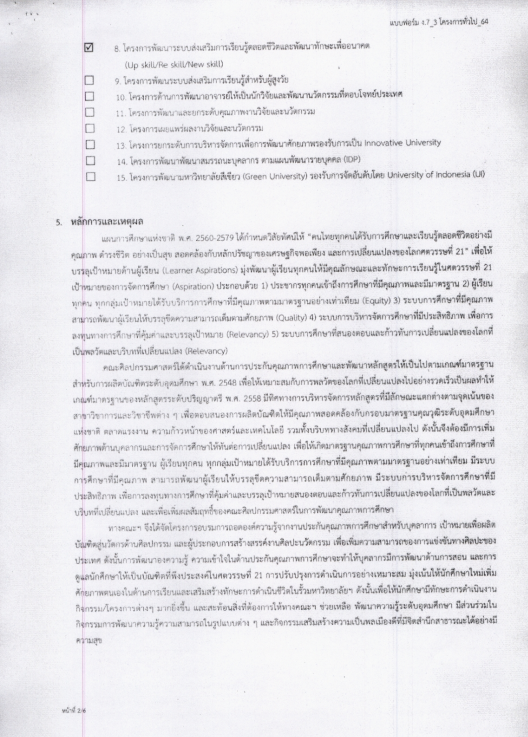 แบบฟอร์ม ง.7_3 โครงการทั่วไป_64
☑ 8. โครงการพัฒนาระบบส่งเสริมการเรียนรู้ตลอดชีวิตและพัฒนาทักษะเพื่ออนาคต
(Up skill/Re skill/New skill)
☐ 9. โครงการพัฒนาระบบส่งเสริมการเรียนรู้สำหรับผู้สูงวัย
☐ 10. โครงการด้านการพัฒนาอาจารย์ให้เป็นนักวิจัยและพัฒนานวัตกรรมที่ตอบโจทย์ประเทศ
☐ 11. โครงการพัฒนาและยกระดับคุณภาพงานวิจัยและนวัตกรรม
☐ 12. โครงการเผยแพร่ผลงานวิจัยและนวัตกรรม
☐ 13. โครงการยกระดับการบริหารจัดการเพื่อการพัฒนาศักยภาพรองรับการเป็น Innovative University
☐ 14. โครงการพัฒนาพัฒนาสมรรถนะบุคลากร ตามแผนพัฒนารายบุคคล (IDP)
☐ 15. โครงการพัฒนามหาวิทยาลัยสีเขียว (Green University) รองรับการจัดอันดับโดย University of Indonesia (UI)
5. หลักการและเหตุผล
แผนการศึกษาแห่งชาติ พ.ศ. 2560-2579 ได้กำหนดวิสัยทัศน์ให้ "คนไทยทุกคนได้รับการศึกษาและเรียนรู้ตลอดชีวิตอย่างมี
คุณภาพ ดำรงชีวิต อย่างเป็นสุข สอดคล้องกับหลักปรัชญาของเศรษฐกิจพอเพียง และการเปลี่ยนแปลงของโลกศตวรรษที่ 21" เพื่อให้
บรรลุเป้าหมายด้านผู้เรียน (Learner Aspirations) มุ่งพัฒนาผู้เรียนทุกคนให้มีคุณลักษณะและทักษะการเรียนรู้ในศตวรรษที่ 21
เป้าหมายของการจัดการศึกษา (Aspiration) ประกอบด้วย 1) ประชากรทุกคนเข้าถึงการศึกษาที่มีคุณภาพและมีมาตรฐาน 2) ผู้เรียน
ทุกคน ทุกกลุ่มเป้าหมายได้รับบริการการศึกษาที่มีคุณภาพตามมาตรฐานอย่างเท่าเทียม (Equity) 3) ระบบการศึกษาที่มีคุณภาพ
สามารถพัฒนาผู้เรียนให้บรรลุขีดความสามารถเต็มตามศักยภาพ (Quality) 4) ระบบการบริหารจัดการศึกษาที่มีประสิทธิภาพ เพื่อการ
ลงทุนทางการศึกษาที่คุ้มค่าและบรรลุเป้าหมาย (Relevancy) 5) ระบบการศึกษาที่สนองตอบและก้าวทันการเปลี่ยนแปลงของโลกที่
เป็นพลวัตและบริบทที่เปลี่ยนแปลง (Relevancy)
คณะศิลปกรรมศาสตร์ได้ดำเนินงานด้านการประกันคุณภาพการศึกษาและพัฒนาหลักสูตรให้เป็นไปตามเกณฑ์มาตรฐาน
สำหรับการผลิตบัณฑิตระดับอุดมศึกษา พ.ศ. 2548 เพื่อให้เหมาะสมกับการพลวัตของโลกที่เปลี่ยนแปลงไปอย่างรวดเร็วเป็นผลทำให้
เกณฑ์มาตรฐานของหลักสูตรระดับปริญญาตรี พ.ศ. 2558 มีทิศทางการบริหารจัดการหลักสูตรที่มีลักษณะแตกต่างตามจุดเน้นของ
สาขาวิชาการและวิชาชีพต่าง ๆ เพื่อตอบสนองการผลิตบัณฑิตให้มีคุณภาพสอดคล้องกับกรอบมาตรฐานคุณวุฒิระดับอุดมศึกษา
แห่งชาติ ตลาดแรงงาน ความก้าวหน้าของศาสตร์และเทคโนโลยี รวมทั้งบริบททางสังคมที่เปลี่ยนแปลงไป ดังนั้นจึงต้องมีการเพิ่ม
ศักยภาพด้านบุคลากรและการจัดการศึกษาให้ทันต่อการเปลี่ยนแปลง เพื่อให้เกิดมาตรฐานคุณภาพการศึกษาที่ทุกคนเข้าถึงการศึกษาที่
มีคุณภาพและมีมาตรฐาน ผู้เรียนทุกคน ทุกกลุ่มเป้าหมายได้รับบริการการศึกษาที่มีคุณภาพตามมาตรฐานอย่างเท่าเทียม มีระบบ
การศึกษาที่มีคุณภาพ สามารถพัฒนาผู้เรียนให้บรรลุขีดความสามารถเต็มตามศักยภาพ มีระบบการบริหารจัดการศึกษาที่มี
ประสิทธิภาพ เพื่อการลงทุนทางการศึกษาที่คุ้มค่าและบรรลุเป้าหมายสนองตอบและก้าวทันการเปลี่ยนแปลงของโลกที่เป็นพลวัตและ
บริบทที่เปลี่ยนแปลง และเพื่อเพิ่มผลสัมฤทธิ์ของคณะศิลปกรรมศาสตร์ในการพัฒนาคุณภาพการศึกษา
ทางคณะฯ จึงได้จัดโครงการอบรมการถอดองค์ความรู้จากงานประกันคุณภาพการศึกษาสำหรับบุคลากร เป้าหมายเพื่อผลิต
บัณฑิตสู่นวัตกรด้านศิลปกรรม และผู้ประกอบการสร้างสรรค์งานศิลปะนวัตกรรม เพื่อเพิ่มความสามารถของการแข่งขันทางศิลปะของ
ประเทศ ดังนั้นการพัฒนาองความรู้ ความเข้าใจในด้านประกันคุณภาพการศึกษาจะทำให้บุคลากรมีการพัฒนาด้านการสอน และการ
ดูแลนักศึกษาให้เป็นบัณฑิตที่พึงประสงค์ในศตวรรษที่ 21 การปรับปรุงการดำเนินการอย่างเหมาะสม มุ่งเน้นให้นักศึกษาใหม่เพิ่ม
ศักยภาพตนเองในด้านการเรียนและเสริมสร้างทักษะการดำเนินชีวิตในรั้วมหาวิทยาลัยฯ ดังนั้นเพื่อให้นักศึกษามีทักษะการดำเนินงาน
กิจกรรม/โครงการต่างๆ มากยิ่งขึ้น และสะท้อนสิ่งที่ต้องการให้ทางคณะฯ ช่วยเหลือ พัฒนาความรู้ระดับอุดมศึกษา มีส่วนร่วมใน
กิจกรรมการพัฒนาความรู้ความสามารถในรูปแบบต่าง ๆ และกิจกรรมเสริมสร้างความเป็นพลเมืองดีที่มีจิตสำนึกสาธารณะได้อย่างมี
ความสุข
หน้าที่ 2/6